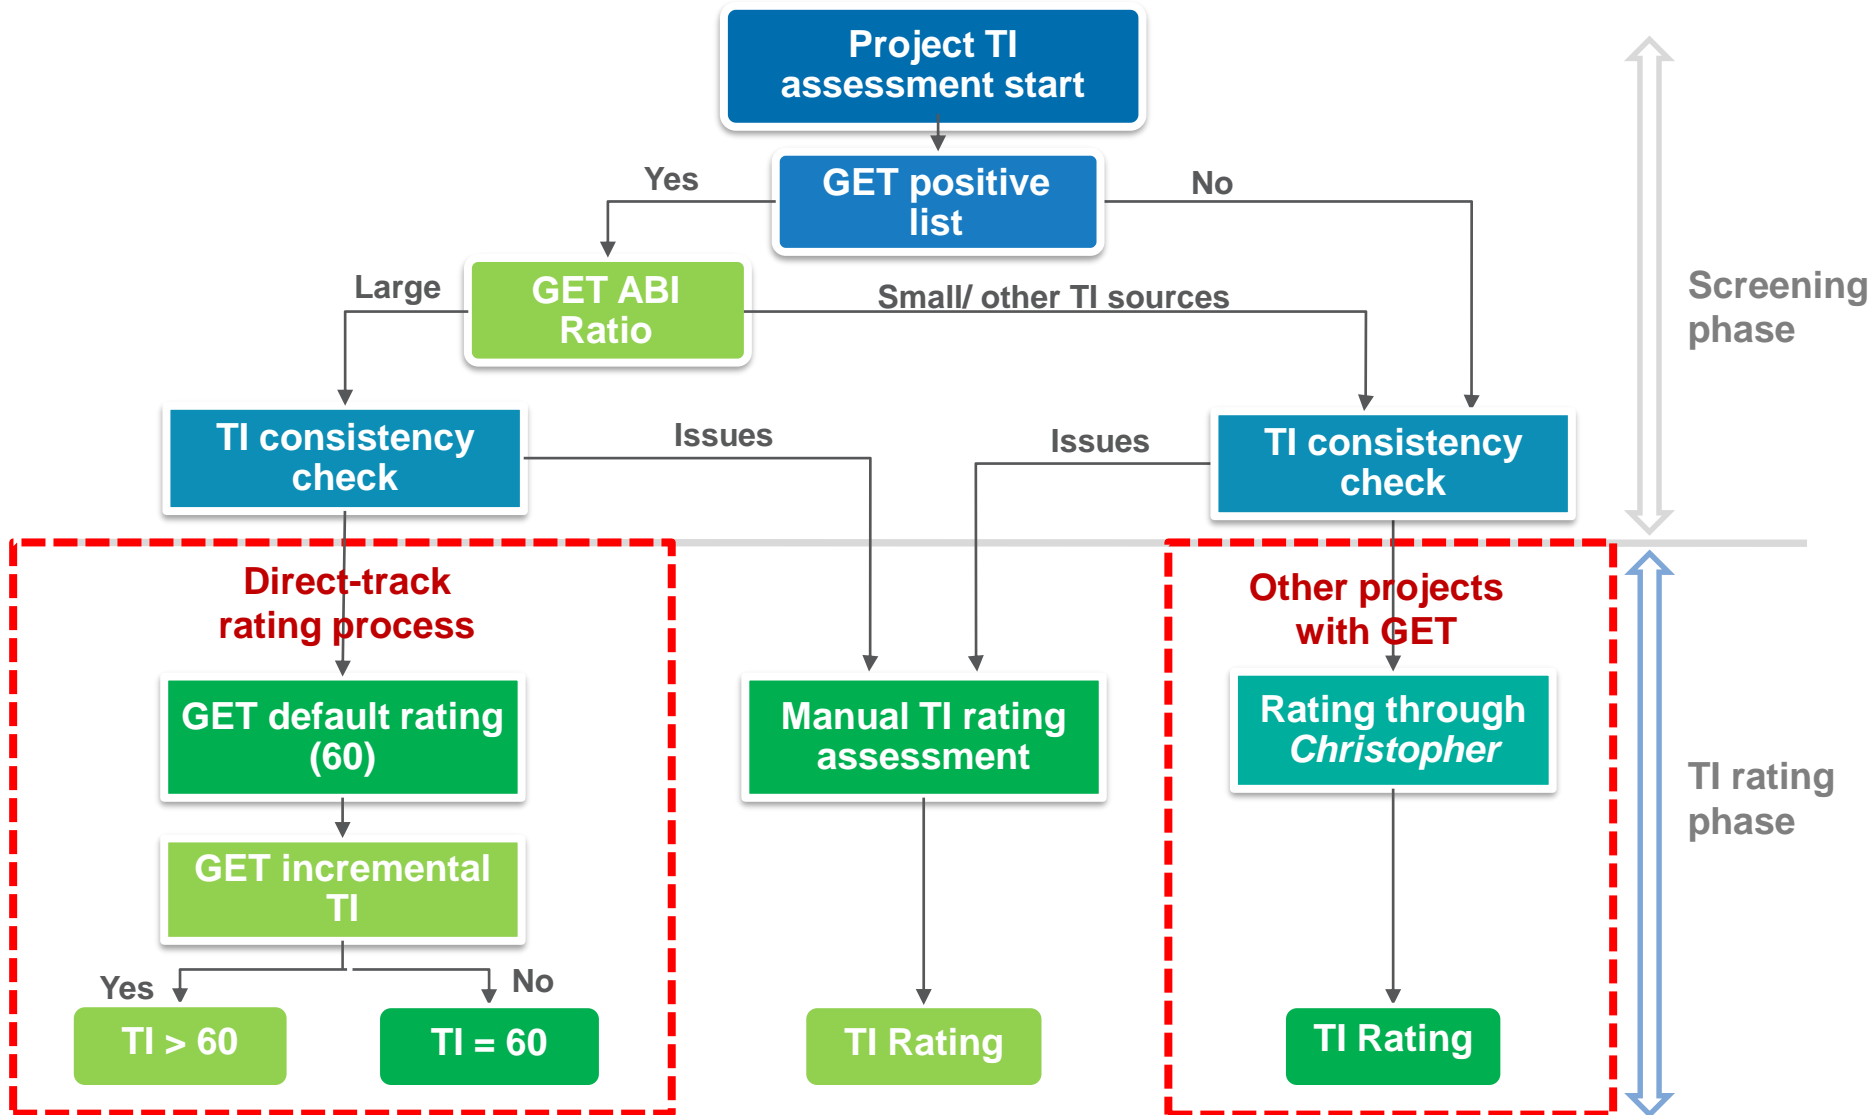 Project TI
assessment start
GET positive
list
Yes
No
GET ABI
Ratio
Large
Small/ other TI sources
Screening
phase
TI consistency
check
Issues
Issues
TI consistency
check
Direct-track
rating process
Other projects
with GET
GET default rating
(60)
Manual TI rating
assessment
Rating through
Christopher
TI rating
phase
GET incremental
TI
Yes
No
TI > 60
TI = 60
TI Rating
TI Rating